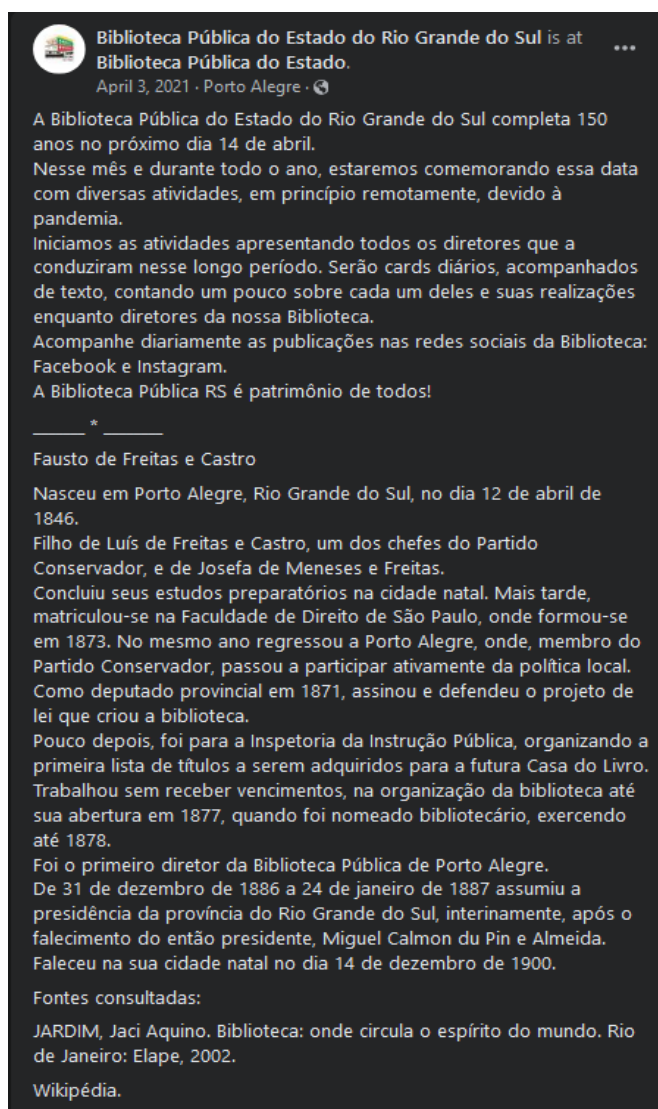 Biblioteca Pública do Estado do Rio Grande do Sul is at
Biblioteca Pública do Estado.
April 3, 2021 · Porto Alegre ·
A Biblioteca Pública do Estado do Rio Grande do Sul completa 150
anos no próximo dia 14 de abril.
Nesse mês e durante todo o ano, estaremos comemorando essa data
com diversas atividades, em princípio remotamente, devido à
pandemia.
Iniciamos as atividades apresentando todos os diretores que a
conduziram nesse longo período. Serão cards diários, acompanhados
de texto, contando um pouco sobre cada um deles e suas realizações
enquanto diretores da nossa Biblioteca.
Acompanhe diariamente as publicações nas redes sociais da Biblioteca:
Facebook e Instagram.
A Biblioteca Pública RS é patrimônio de todos!
______ * _______
Fausto de Freitas e Castro
Nasceu em Porto Alegre, Rio Grande do Sul, no dia 12 de abril de
1846.
Filho de Luís de Freitas e Castro, um dos chefes do Partido
Conservador, e de Josefa de Meneses e Freitas.
Concluiu seus estudos preparatórios na cidade natal. Mais tarde,
matriculou-se na Faculdade de Direito de São Paulo, onde formou-se
em 1873. No mesmo ano regressou a Porto Alegre, onde, membro do
Partido Conservador, passou a participar ativamente da política local.
Como deputado provincial em 1871, assinou e defendeu o projeto de
lei que criou a biblioteca.
Pouco depois, foi para a Inspetoria da Instrução Pública, organizando a
primeira lista de títulos a serem adquiridos para a futura Casa do Livro.
Trabalhou sem receber vencimentos, na organização da biblioteca até
sua abertura em 1877, quando foi nomeado bibliotecário, exercendo
até 1878.
Foi o primeiro diretor da Biblioteca Pública de Porto Alegre.
De 31 de dezembro de 1886 a 24 de janeiro de 1887 assumiu a
presidência da província do Rio Grande do Sul, interinamente, após o
falecimento do então presidente, Miguel Calmon du Pin e Almeida.
Faleceu na sua cidade natal no dia 14 de dezembro de 1900.
Fontes consultadas:
JARDIM, Jaci Aquino. Biblioteca: onde circula o espírito do mundo. Rio
de Janeiro: Elape, 2002.
Wikipédia.